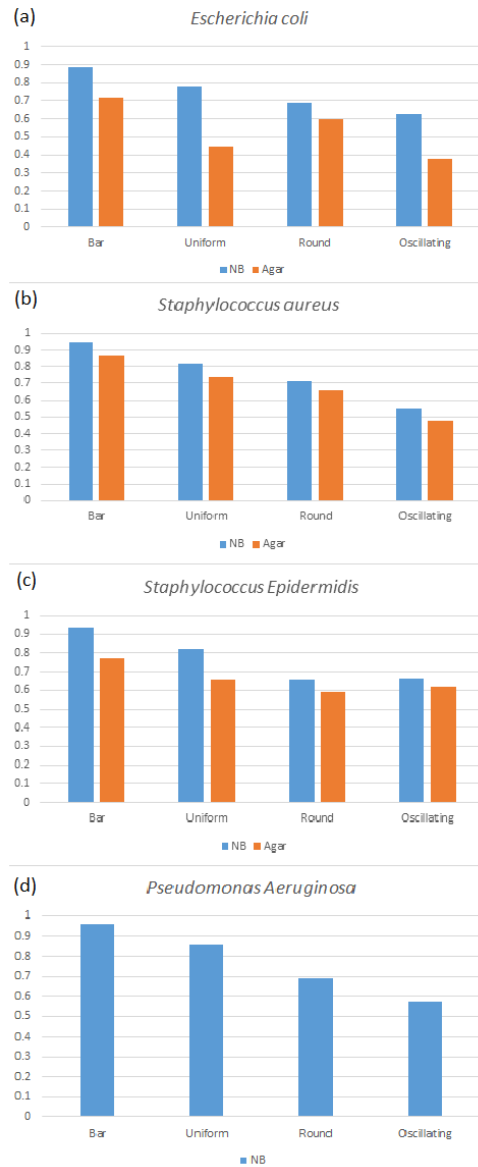 (a)
Escherichia coli
1
0.9
0.8
0.7
0.6
0.5
0.4
0.3
0.2
0.1
0
Bar Uniform Round Oscillating
NB Agar
(b)
Staphylococcus aureus
1
0.9
0.8
0.7
0.6
0.5
0.4
0.3
0.2
0.1
0
Bar Uniform Round Oscillating
NB Agar
(c)
Staphylococcus Epidermidis
1
0.9
0.8
0.7
0.6
0.5
0.4
0.3
0.2
0.1
0
Bar Uniform Round Oscillating
NB Agar
(d)
Pseudomonas Aeruginosa
1
0.9
0.8
0.7
0.6
0.5
0.4
0.3
0.2
0.1
0
Bar Uniform Round Oscillating
NB